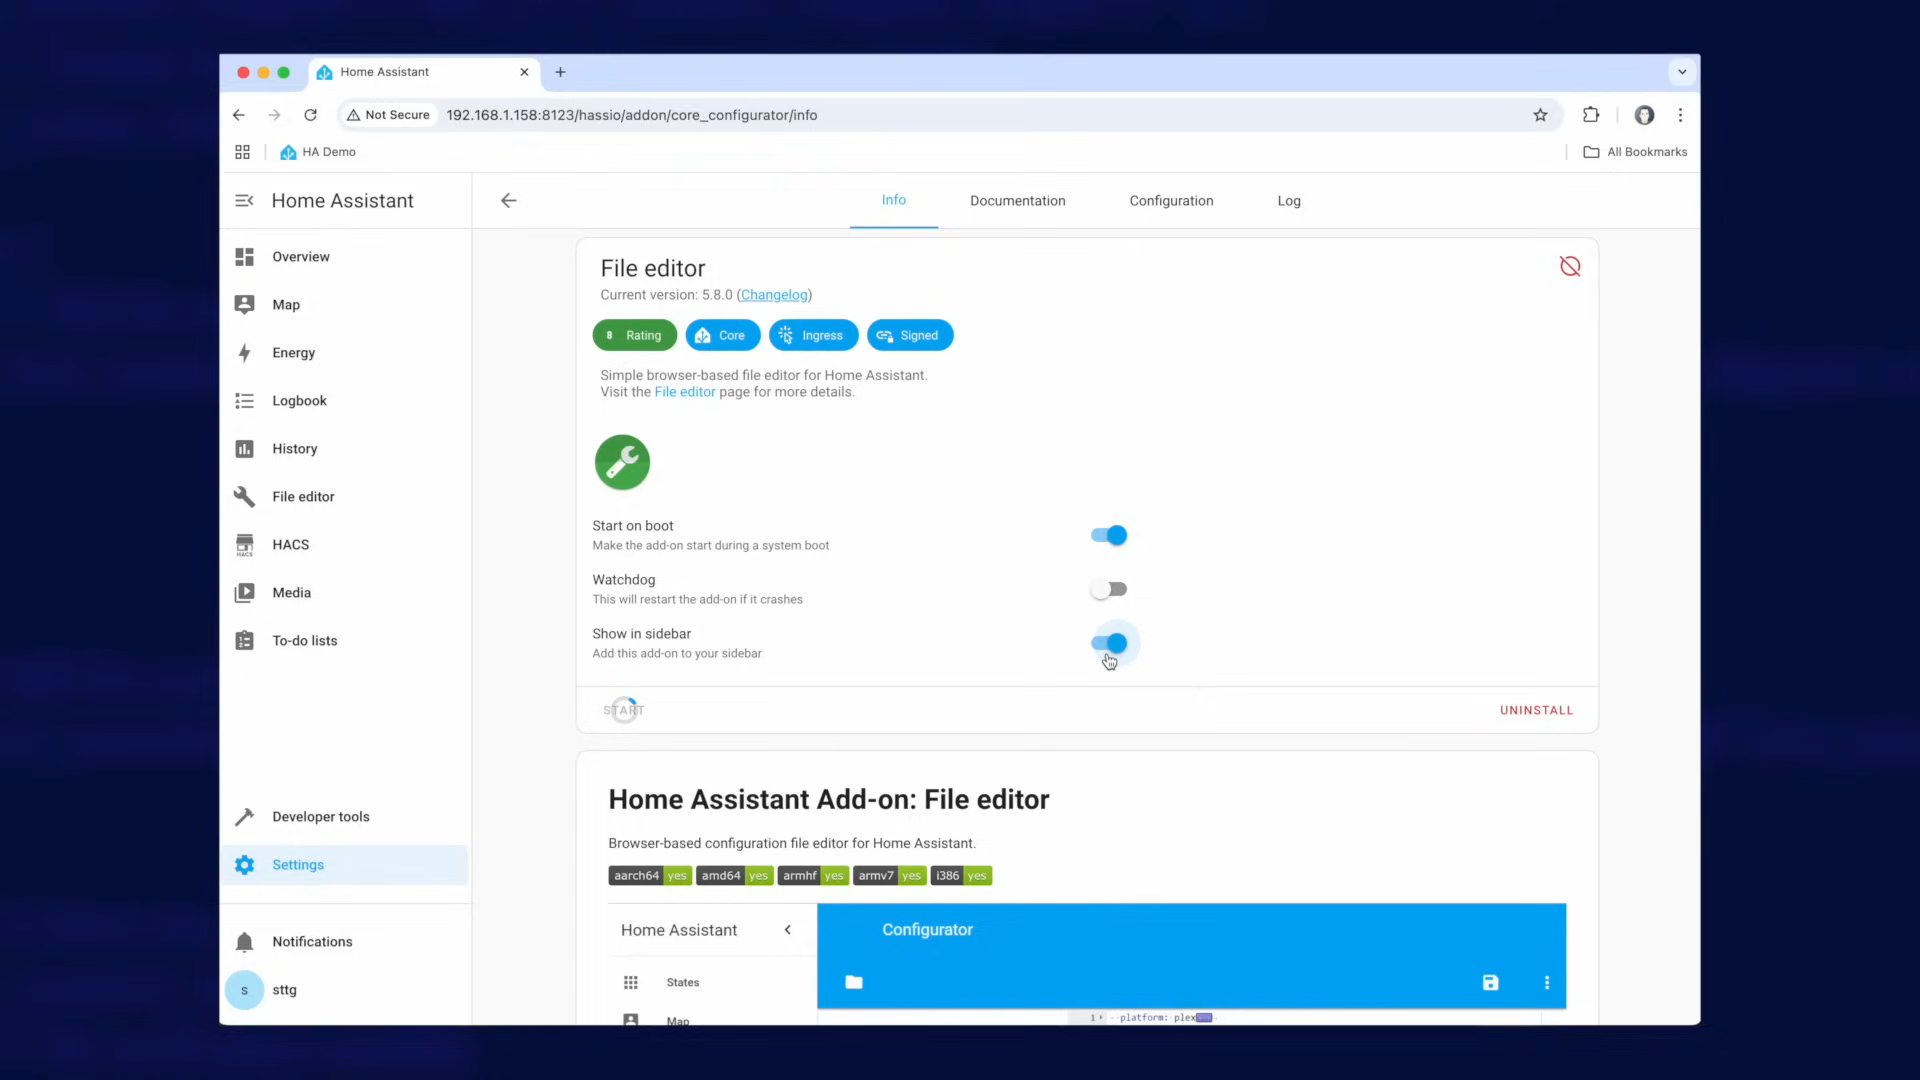 Home Assistant
Not Secure
192.168.1.158:8123/hassio/addon/core_configurator/info
HA Demo
All Bookmarks
Home Assistant
Info
Documentation
Configuration
Log
Overview
Map
Energy
Logbook
History
File editor
HACS
HACS
Media
To-do lists
Developer tools
Settings
Notifications
s
sttg
File editor
Current version: 5.8.0 (Changelog)
8 Rating
Core
Ingress
Signed
Simple browser-based file editor for Home Assistant.
Visit the File editor page for more details.
Start on boot
Make the add-on start during a system boot
Watchdog
This will restart the add-on if it crashes
Show in sidebar
Add this add-on to your sidebar
START
UNINSTALL
Home Assistant Add-on: File editor
Browser-based configuration file editor for Home Assistant.
aarch64 yes
amd64 yes
armhf yes
armv7 yes
i386 yes
Home Assistant
Configurator
States
Map
1 - platform: plex